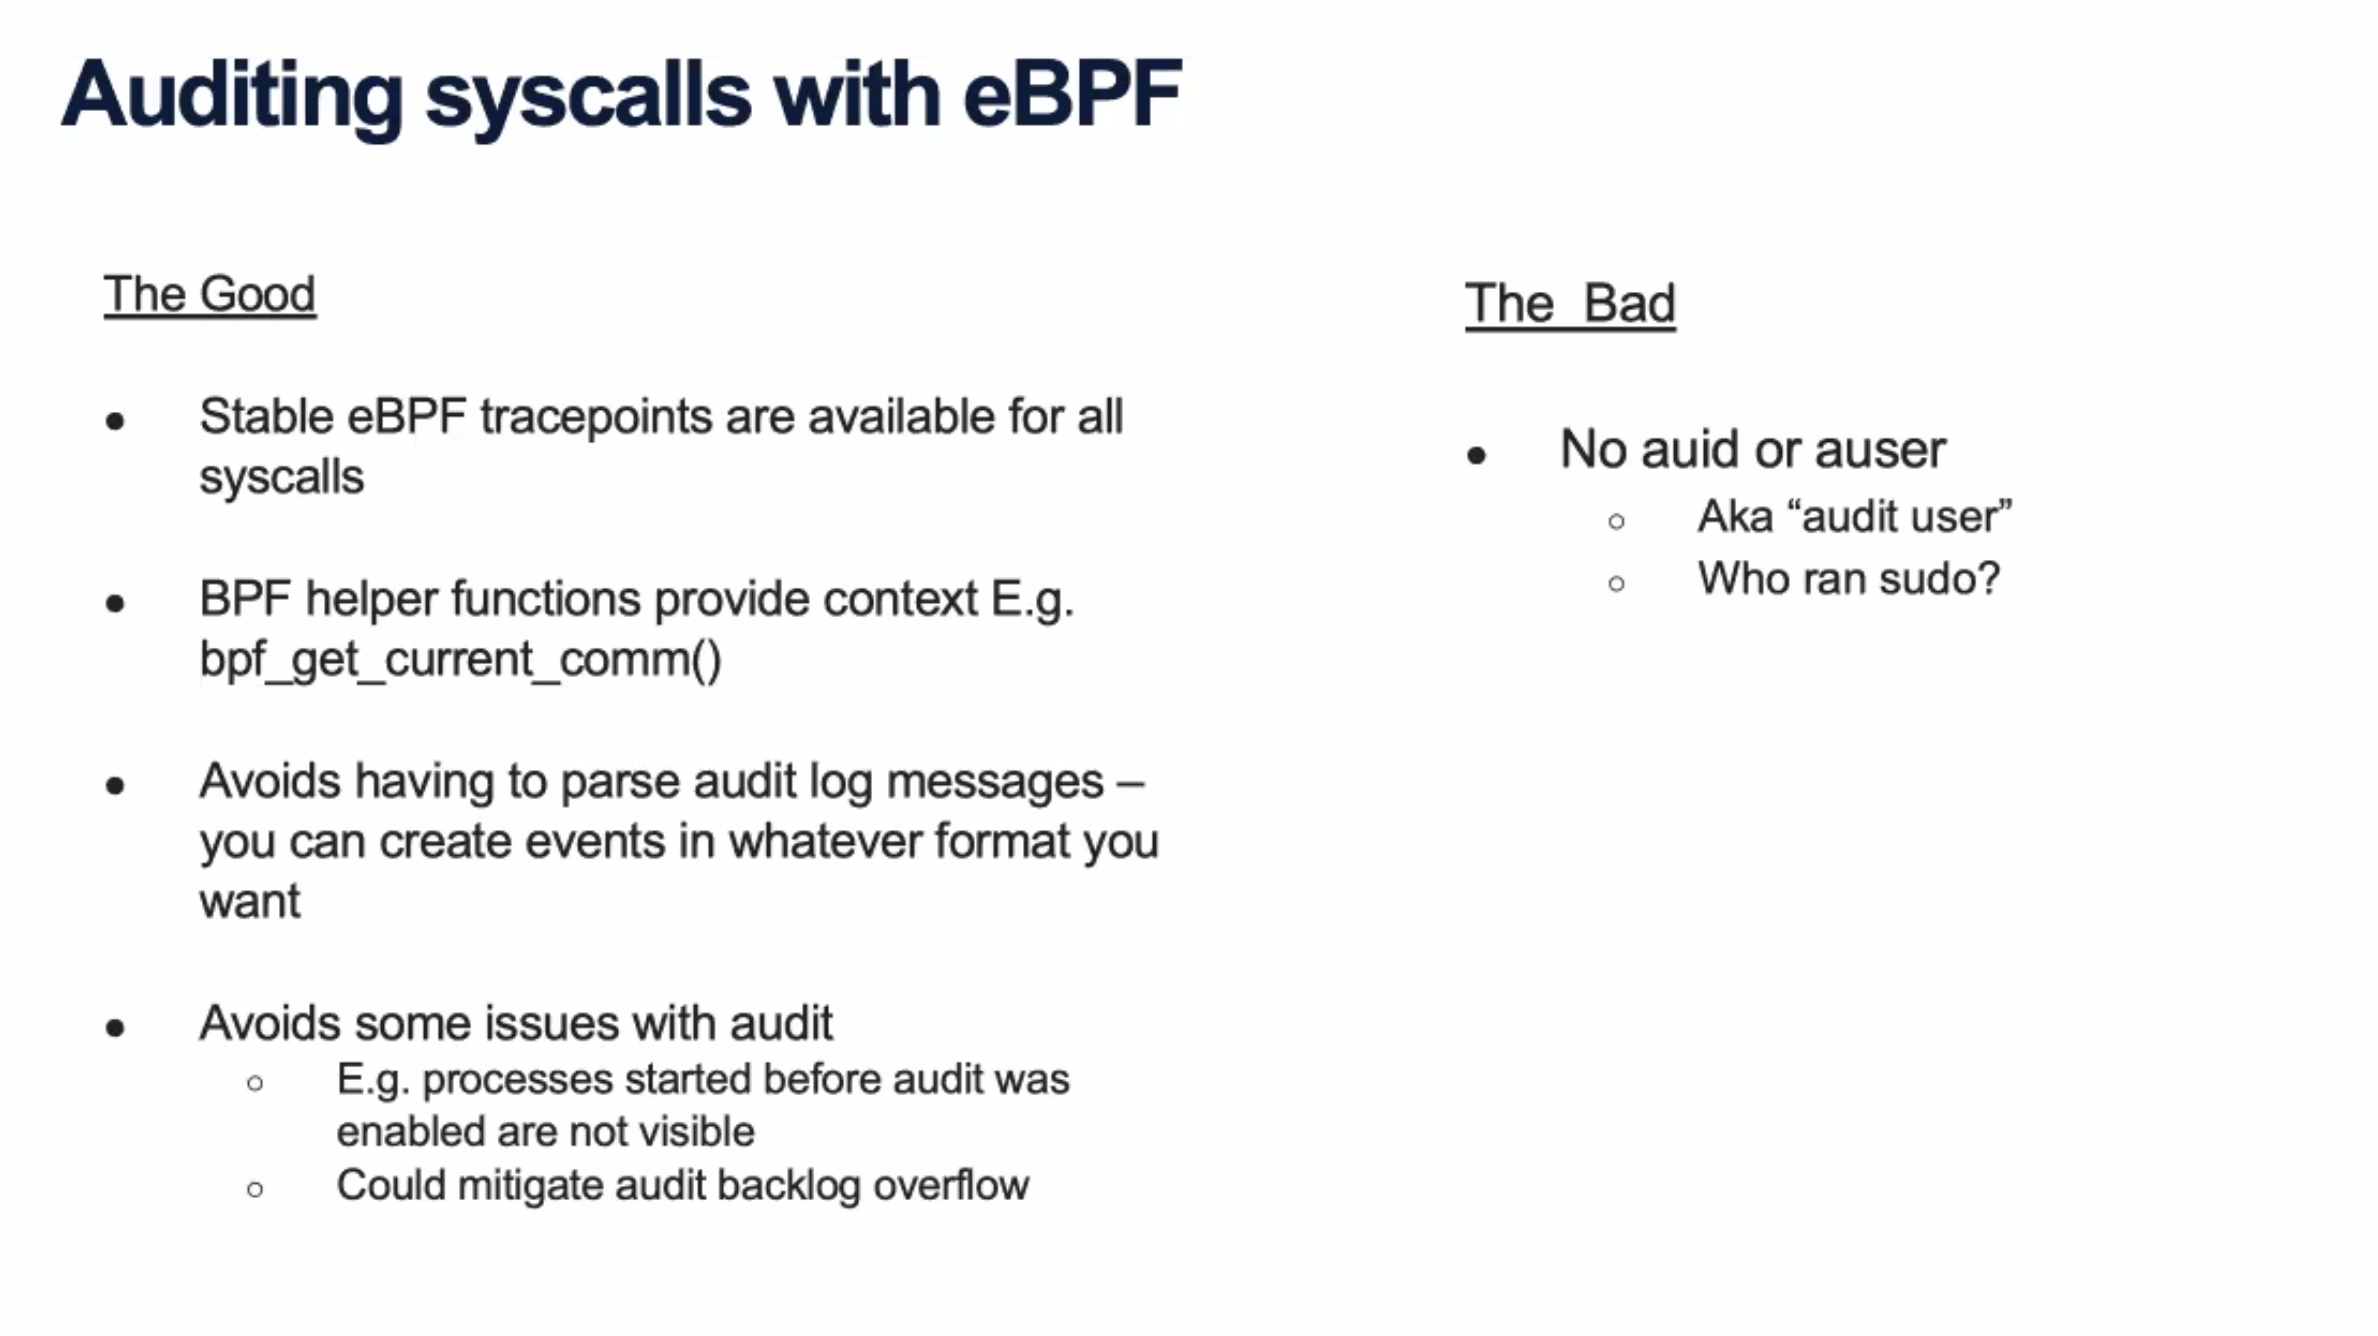 Auditing syscalls with eBPF
The Good
● Stable eBPF tracepoints are available for all
syscalls
● BPF helper functions provide context E.g.
bpf_get_current_comm()
● Avoids having to parse audit log messages –
you can create events in whatever format you
want
● Avoids some issues with audit
○ E.g. processes started before audit was
enabled are not visible
○ Could mitigate audit backlog overflow
The  Bad
● No auid or auser
○ Aka “audit user”
○ Who ran sudo?